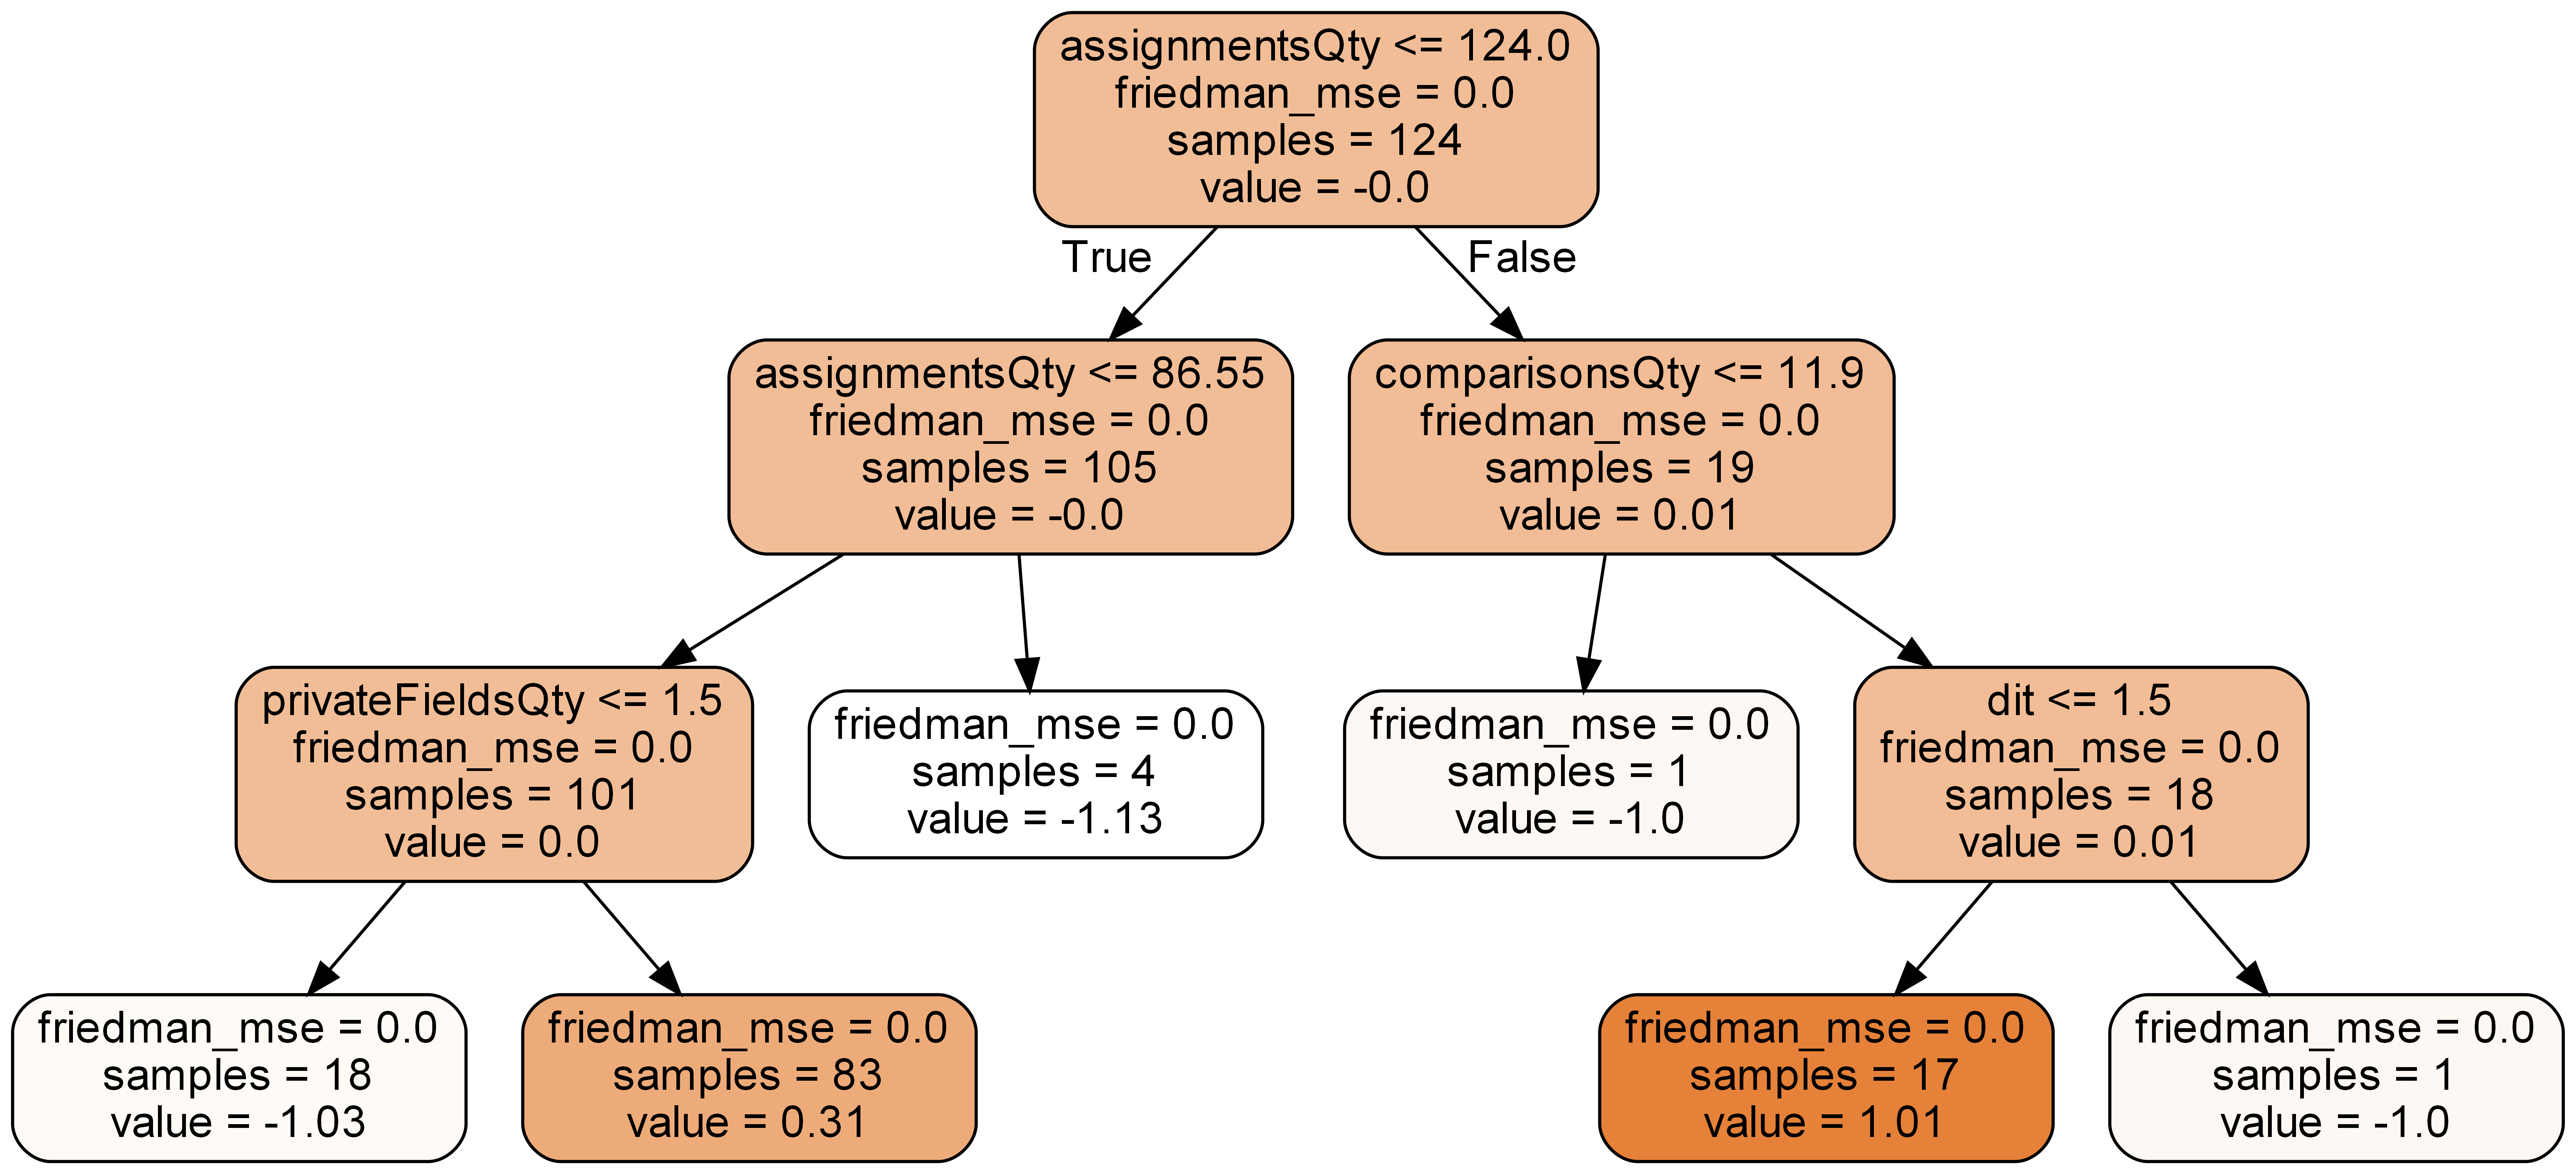 assignmentsQty <= 124.0
friedman_mse = 0.0
samples = 124
value = -0.0
True
False
assignmentsQty <= 86.55
friedman_mse = 0.0
samples = 105
value = -0.0
comparisonsQty <= 11.9
friedman_mse = 0.0
samples = 19
value = 0.01
privateFieldsQty <= 1.5
friedman_mse = 0.0
samples = 101
value = 0.0
friedman_mse = 0.0
samples = 4
value = -1.13
friedman_mse = 0.0
samples = 1
value = -1.0
dit <= 1.5
friedman_mse = 0.0
samples = 18
value = 0.01
friedman_mse = 0.0
samples = 18
value = -1.03
friedman_mse = 0.0
samples = 83
value = 0.31
friedman_mse = 0.0
samples = 17
value = 1.01
friedman_mse = 0.0
samples = 1
value = -1.0